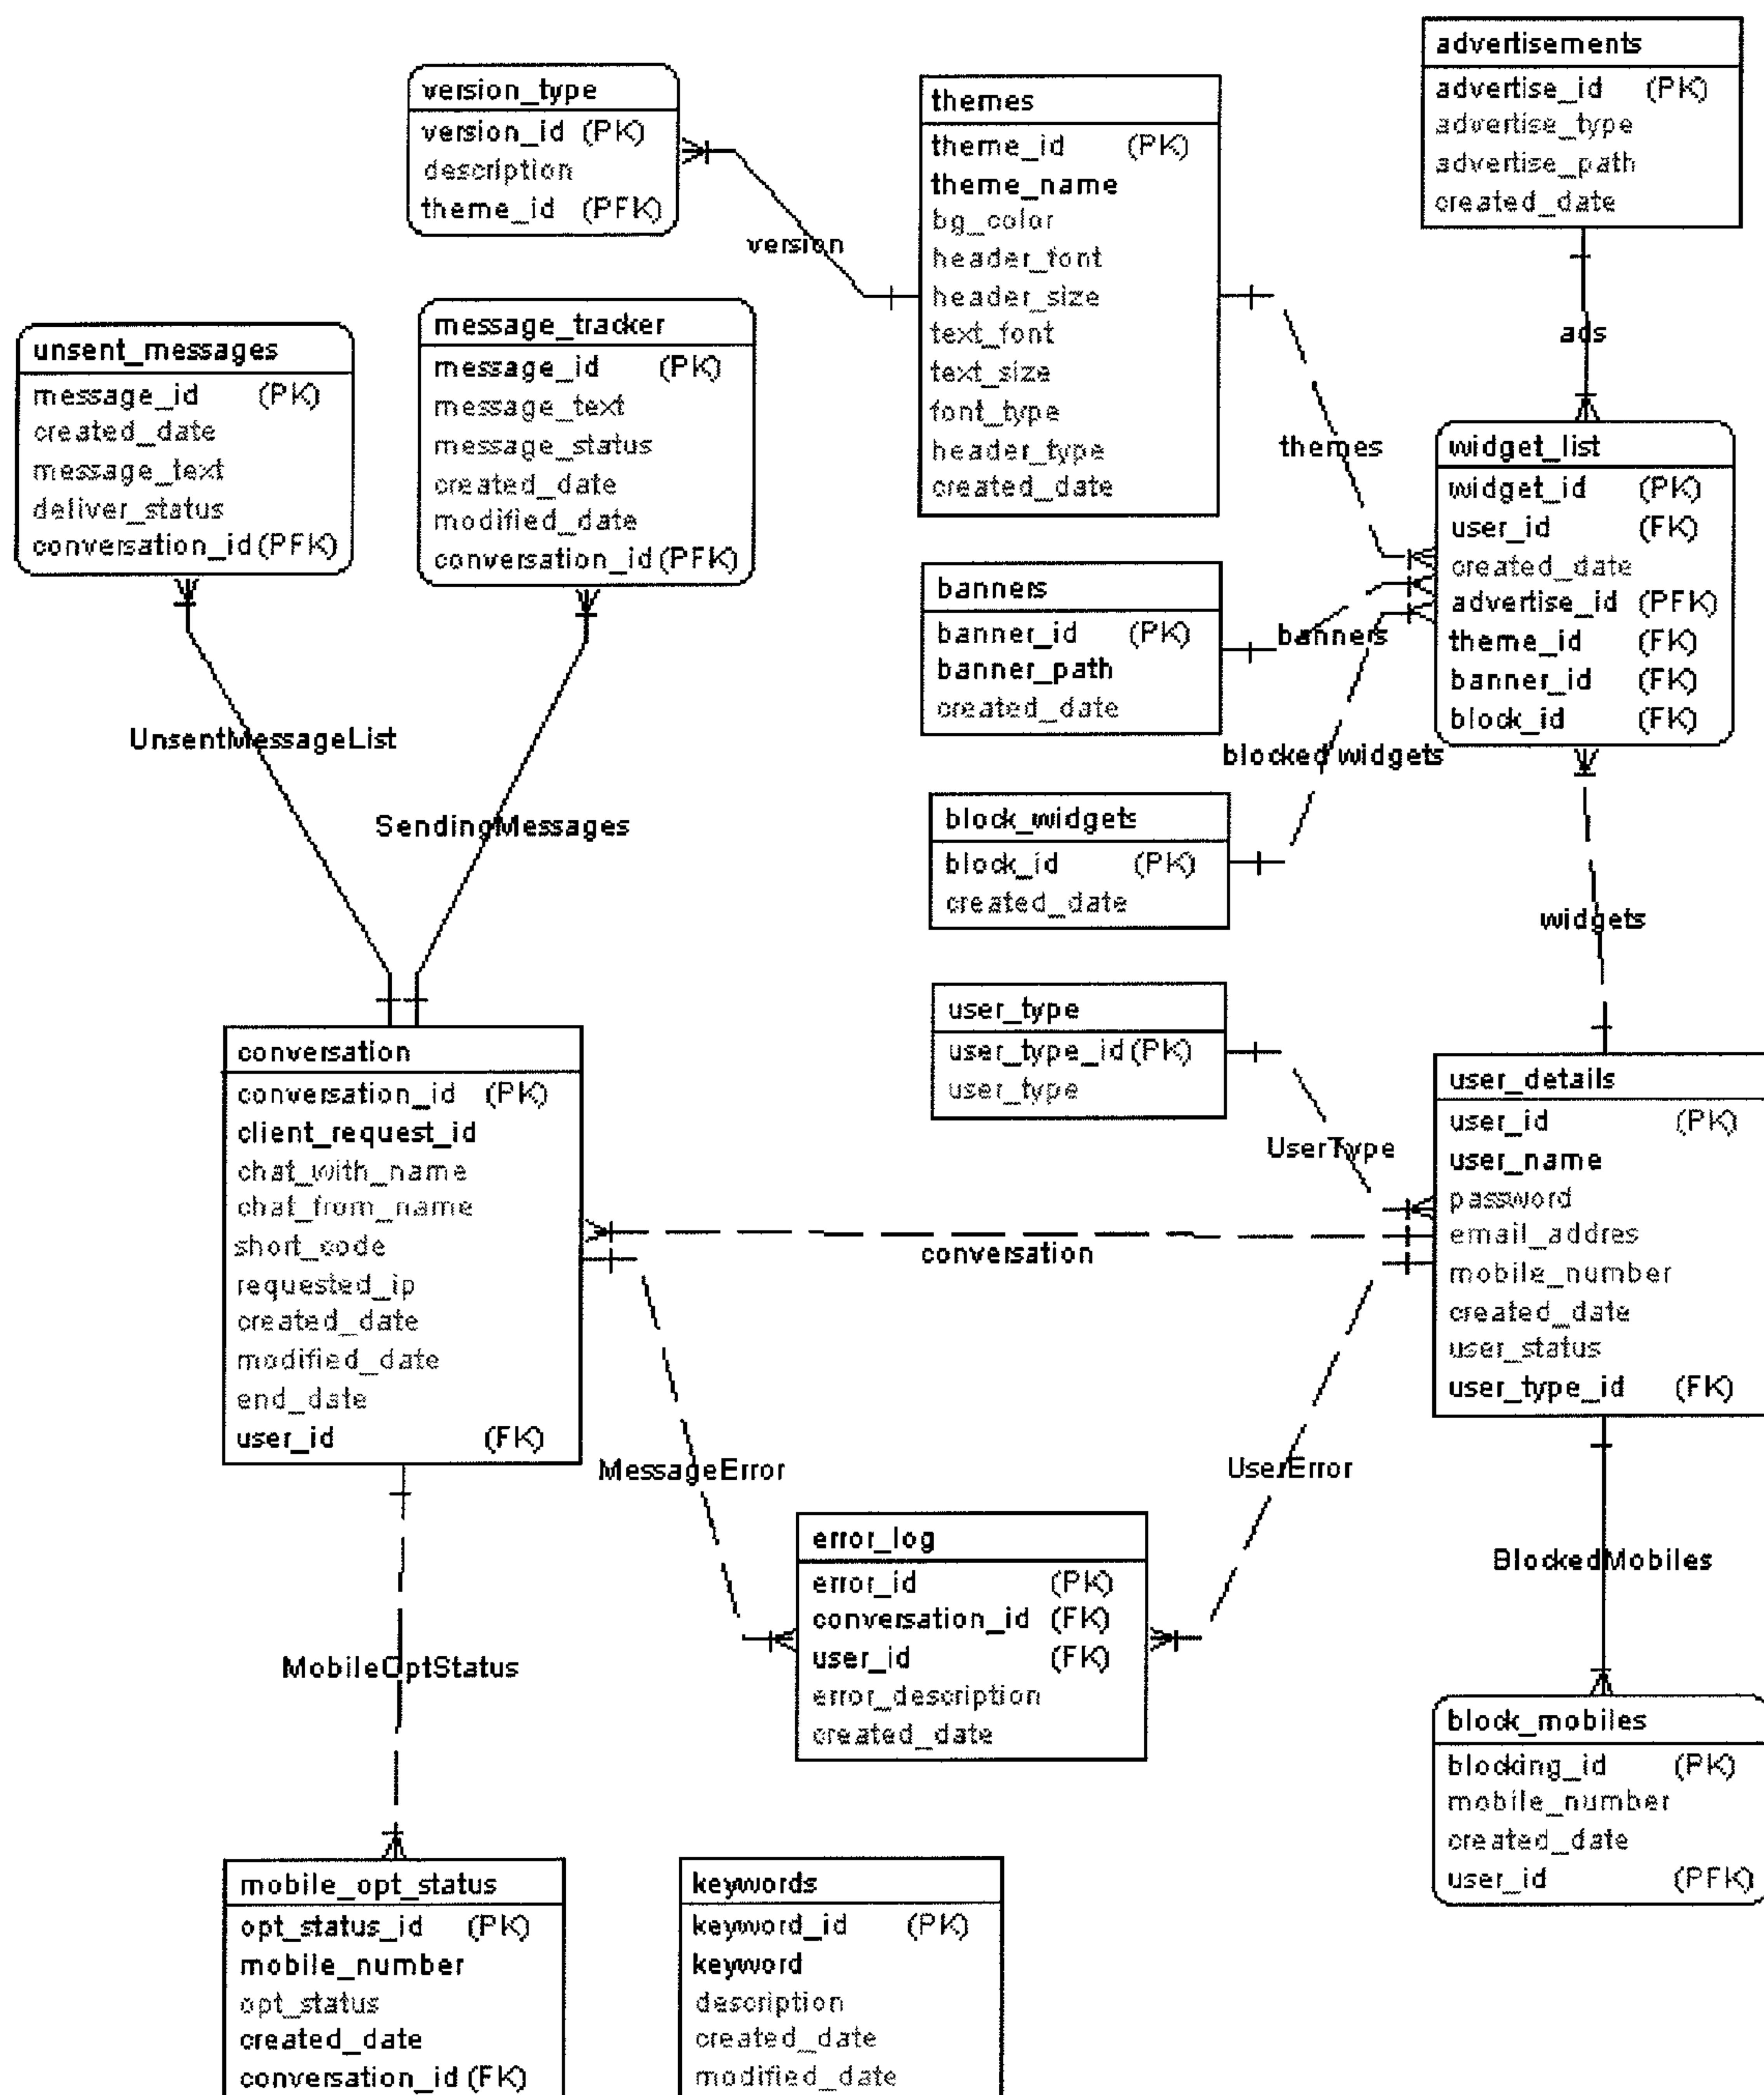 advertisements
advertise_id (PK)
advertise_type
advertise_path
created_date
version_type
version_id (PK)
description
theme_id (PFK)
themes
theme_id (PK)
theme_name
bg_color
header_font
header_size
text_font
text_size
font_type
header_type
created_date
version
ads
unsent_messages
message_id (PK)
created_date
message_text
deliver_status
conversation_id (PFK)
message_tracker
message_id (PK)
message_text
message_status
created_date
modified_date
conversation_id (PFK)
themes
widget_list
widget_id (PK)
user_id (FK)
created_date
advertise_id (PFK)
theme_id (FK)
banner_id (FK)
block_id (FK)
banners
banner_id (PK)
banner_path
created_date
banners
UnsentMessageList
SendingMessages
blocked widgets
block_widgets
block_id (PK)
created_date
widgets
user_type
user_type_id (PK)
user_type
UserType
conversation
conversation_id (PK)
client_request_id
chat_with_name
chat_from_name
short_code
requested_ip
created_date
modified_date
end_date
user_id (FK)
conversation
user_details
user_id (PK)
user_name
password
email_addres
mobile_number
created_date
user_status
user_type_id (FK)
MessageError
UserError
error_log
error_id (PK)
conversation_id (FK)
user_id (FK)
error_description
created_date
BlockedMobiles
MobileOptStatus
block_mobiles
blocking_id (PK)
mobile_number
created_date
user_id (PFK)
mobile_opt_status
opt_status_id (PK)
mobile_number
opt_status
created_date
conversation_id (FK)
keywords
keyword_id (PK)
keyword
description
created_date
modified_date